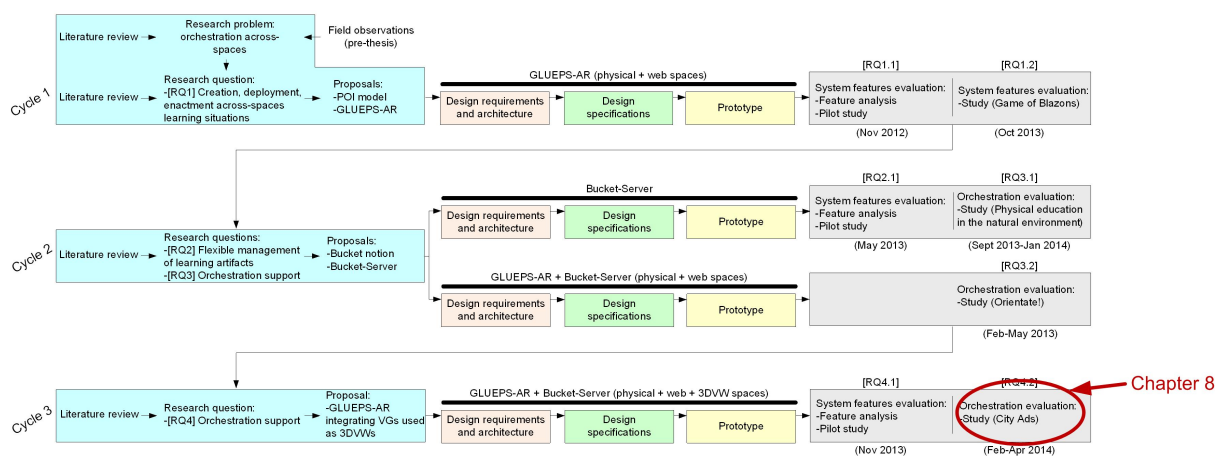 Cycle 1
Literature review
Research problem:
orchestration across-
spaces
Field observations
(pre-thesis)
Literature review
Research question:
-[RQ1] Creation, deployment,
enactment across-spaces
learning situations
Proposals:
-POI model
-GLUEPS-AR
GLUEPS-AR (physical + web spaces)
Design requirements
and architecture
Design
specifications
Prototype
[RQ1.1]
System features evaluation:
-Feature analysis
-Pilot study
(Nov 2012)
[RQ1.2]
System features evaluation:
-Study (Game of Blazons)
(Oct 2013)
Cycle 2
Literature review
Research questions:
-[RQ2] Flexible management
of learning artifacts
-[RQ3] Orchestration support
Proposals:
-Bucket notion
-Bucket-Server
Bucket-Server
Design requirements
and architecture
Design
specifications
Prototype
[RQ2.1]
System features evaluation:
-Feature analysis
-Pilot study
(May 2013)
[RQ3.1]
Orchestration evaluation:
-Study (Physical education
in the natural environment)
(Sept 2013-Jan 2014)
GLUEPS-AR + Bucket-Server (physical + web spaces)
Design requirements
and architecture
Design
specifications
Prototype
[RQ3.2]
Orchestration evaluation:
-Study (Orientate!)
(Feb-May 2013)
Cycle 3
Literature review
Research question:
-[RQ4] Orchestration support
Proposal:
-GLUEPS-AR
integrating VGs used
as 3DVWs
GLUEPS-AR + Bucket-Server (physical + web + 3DVW spaces)
Design requirements
and architecture
Design
specifications
Prototype
[RQ4.1]
System features evaluation:
-Feature analysis
-Pilot study
(Nov 2013)
[RQ4.2]
Orchestration evaluation:
-Study (City Ads)
(Feb-Apr 2014)
Chapter 8